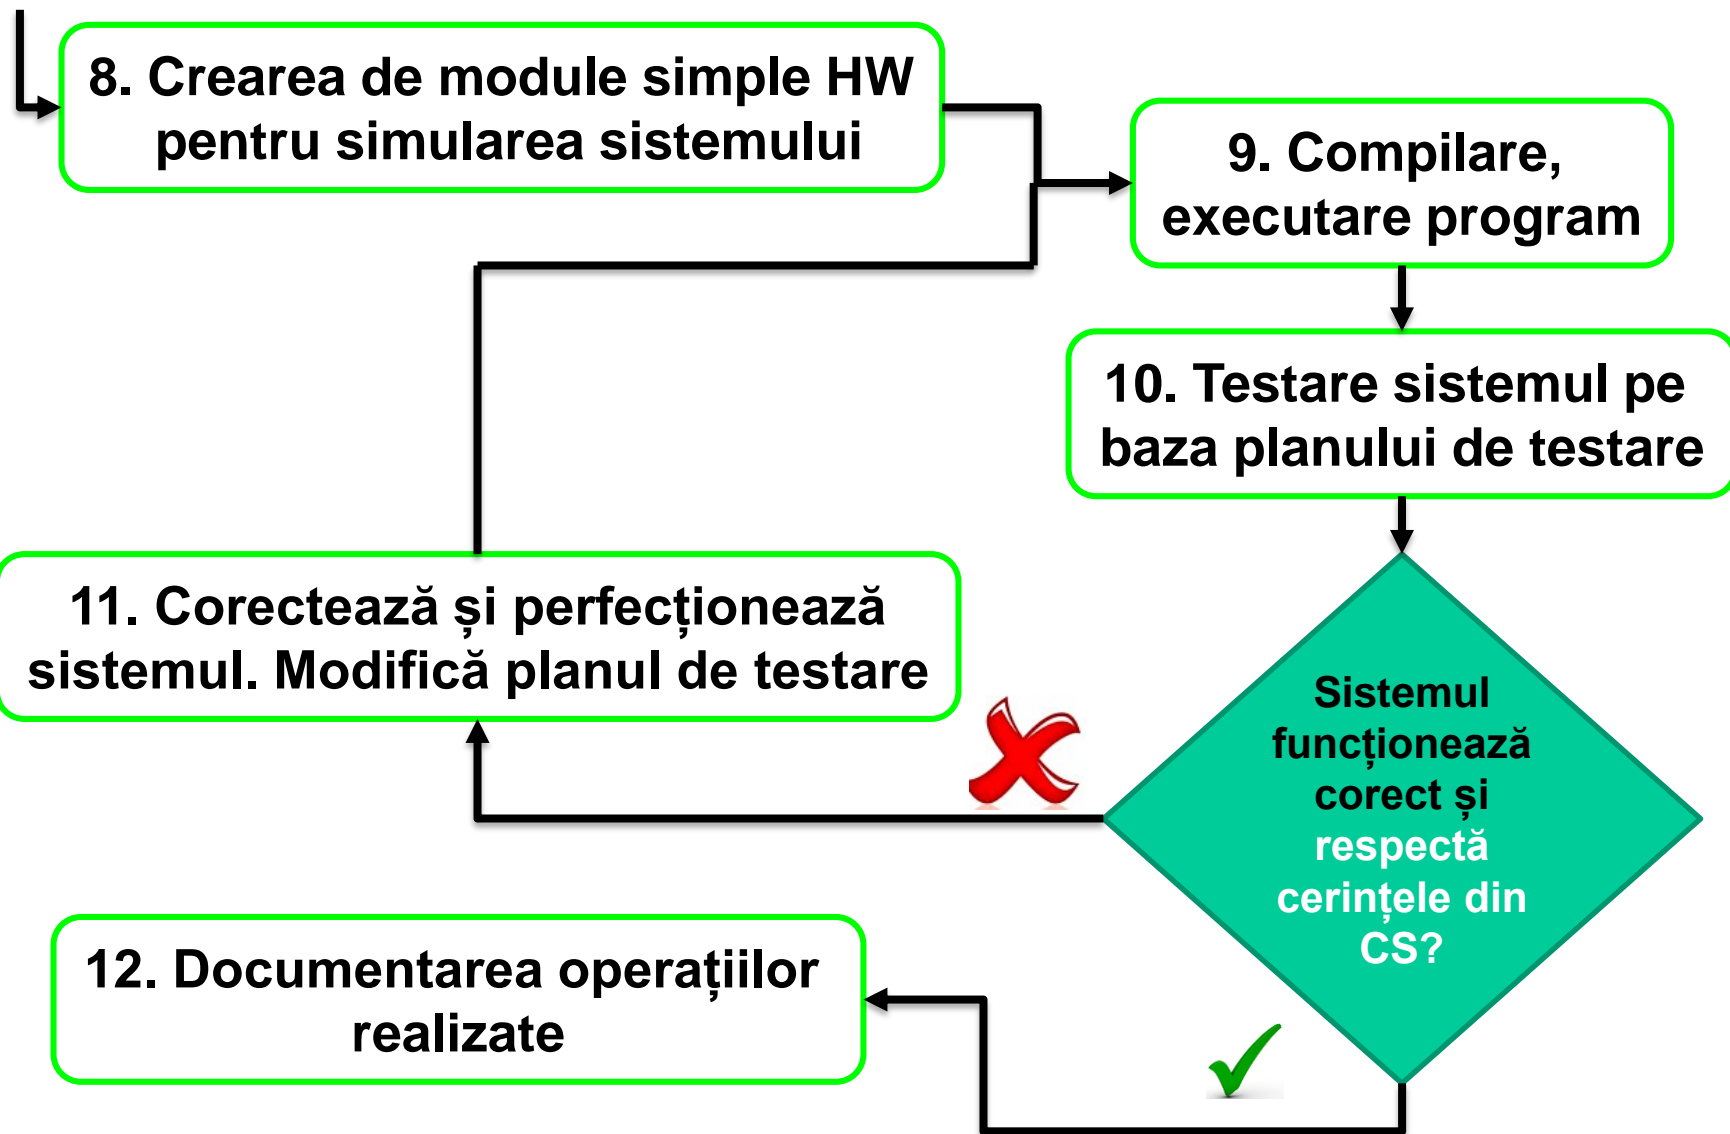 8. Crearea de module simple HW
pentru simularea sistemului
9. Compilare,
executare program
10. Testare sistemul pe
baza planului de testare
11. Corectează și perfecționează
sistemul. Modifică planul de testare
Sistemul
funcționează
corect și
respectă
cerințele din
CS?
12. Documentarea operațiilor
realizate